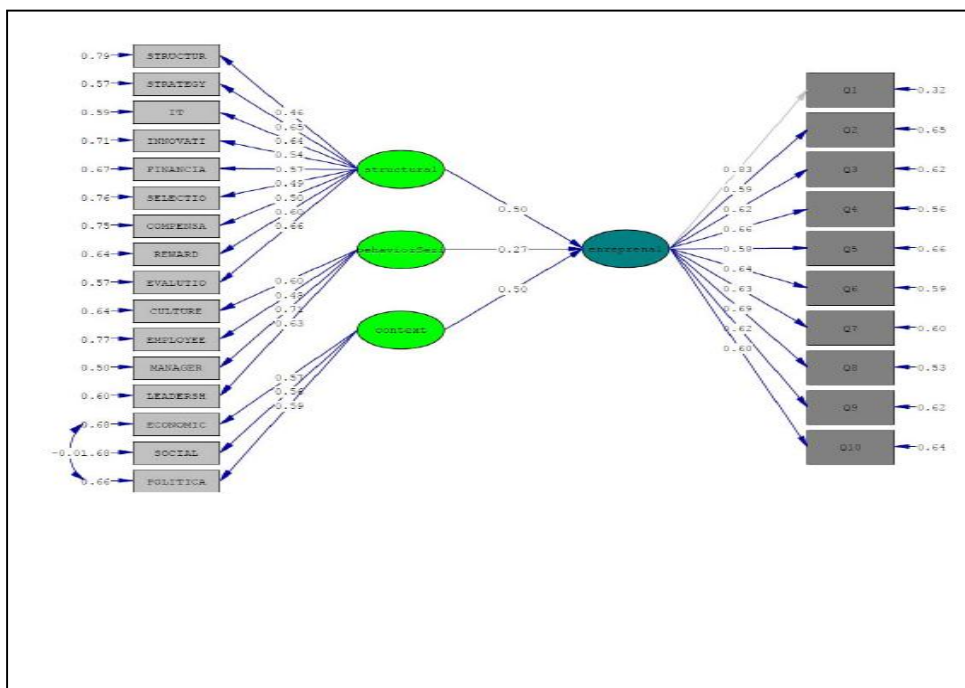 0.79 STRUCTUR
0.57 STRATEGY
0.59 IT
0.71 INNOVATI
0.67 FINANCIA
0.76 SELECTIO
0.75 COMPENSA
0.64 REWARD
0.57 EVALUTIO
0.64 CULTURE
0.77 EMPLOYEE
0.50 MANAGER
0.60 LEADERSH
0.68 ECONOMIC
-0.01 0.68 SOCIAL
0.66 POLITICA
0.46
0.65
0.64
0.54
0.57
0.49
0.50
0.60
0.66
structural
0.60
0.48
0.71
0.63
context
0.57
0.56
0.59
0.50
0.27
0.50
0.83
0.59
0.62
0.66
0.58
0.64
0.63
0.69
0.62
0.60
Q1 0.32
Q2 0.65
Q3 0.62
Q4 0.56
Q5 0.66
Q6 0.59
Q7 0.60
Q8 0.53
Q9 0.62
Q10 0.64